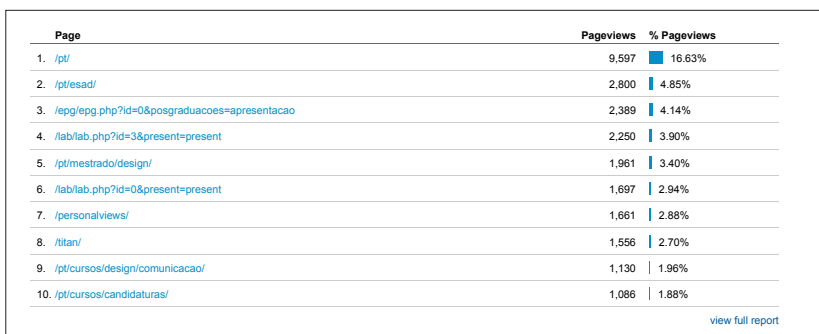 Page Pageviews % Pageviews
1. /pt/ 9,597 16.63%
2. /pt/esad/ 2,800 4.85%
3. /epg/epg.php?id=0&posgraduacoes=apresentacao 2,389 4.14%
4. /lab/lab.php?id=3&present=present 2,250 3.90%
5. /pt/mestrado/design/ 1,961 3.40%
6. /lab/lab.php?id=0&present=present 1,697 2.94%
7. /personalviews/ 1,661 2.88%
8. /titan/ 1,556 2.70%
9. /pt/cursos/design/comunicacao/ 1,130 1.96%
10. /pt/cursos/candidaturas/ 1,086 1.88%
view full report